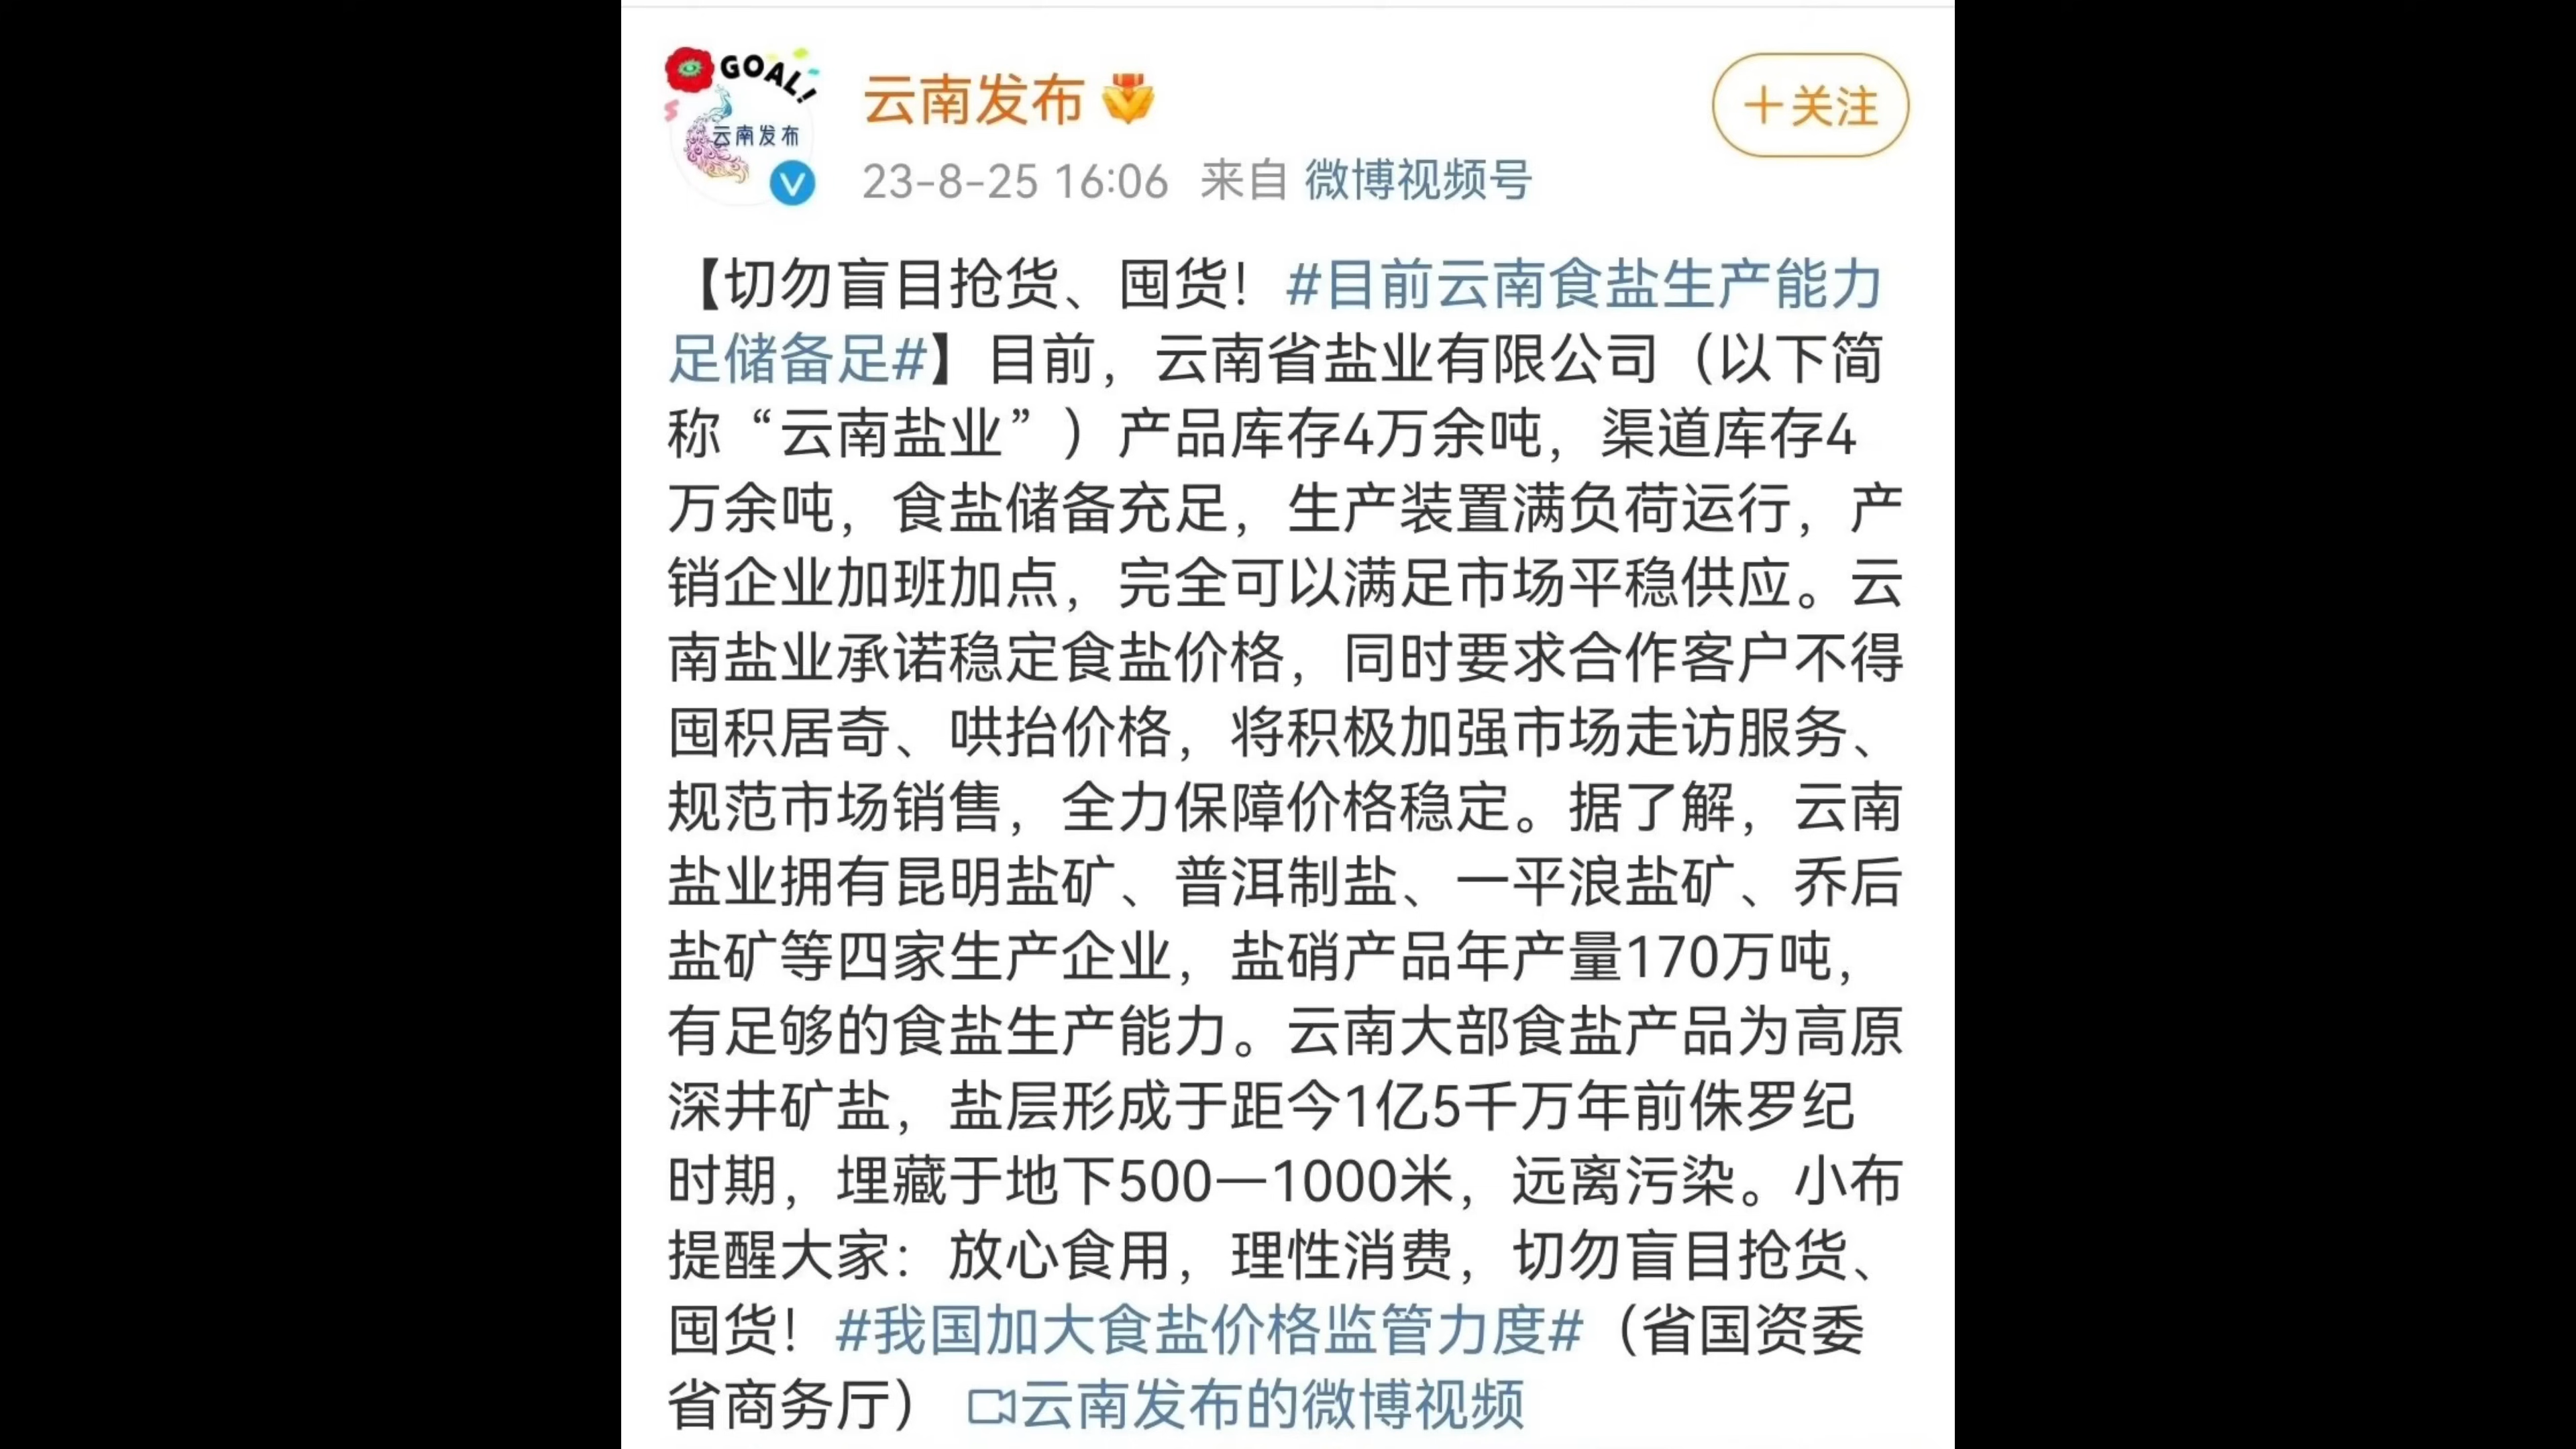 GOAL!
云南发布
云南发布
+关注
23-8-25 16:06 来自 微博视频号
【切勿盲目抢货、囤货！#目前云南食盐生产能力
足储备足#】目前，云南省盐业有限公司（以下简
称“云南盐业”）产品库存4万余吨，渠道库存4
万余吨，食盐储备充足，生产装置满负荷运行，产
销企业加班加点，完全可以满足市场平稳供应。云
南盐业承诺稳定食盐价格，同时要求合作客户不得
囤积居奇、哄抬价格，将积极加强市场走访服务、
规范市场销售，全力保障价格稳定。据了解，云南
盐业拥有昆明盐矿、普洱制盐、一平浪盐矿、乔后
盐矿等四家生产企业，盐硝产品年产量170万吨，
有足够的食盐生产能力。云南大部食盐产品为高原
深井矿盐，盐层形成于距今1亿5千万年前侏罗纪
时期，埋藏于地下500—1000米，远离污染。小布
提醒大家：放心食用，理性消费，切勿盲目抢货、
囤货！#我国加大食盐价格监管力度#（省国资委
省商务厅） 云南发布的微博视频